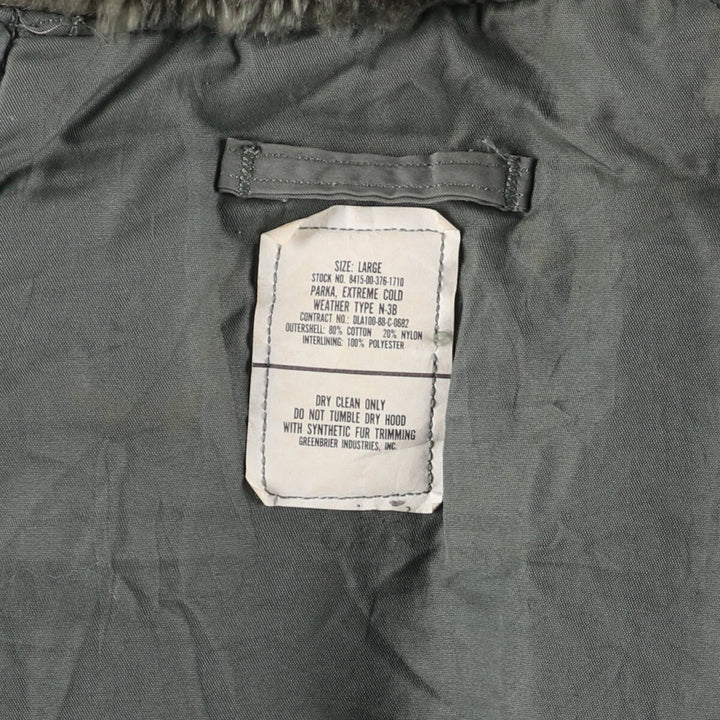 SIZE: LARGE
STOCK NO. 8415-00-376-1710
PARKA, EXTREME COLD
WEATHER TYPE N-3B
CONTRACT NO.: DLA100-88-C-0682
OUTERSHELL: 80% COTTON 20% NYLON
INTERLINING: 100% POLYESTER
DRY CLEAN ONLY
DO NOT TUMBLE DRY HOOD
WITH SYNTHETIC FUR TRIMMING
GREENBRIER INDUSTRIES, INC.